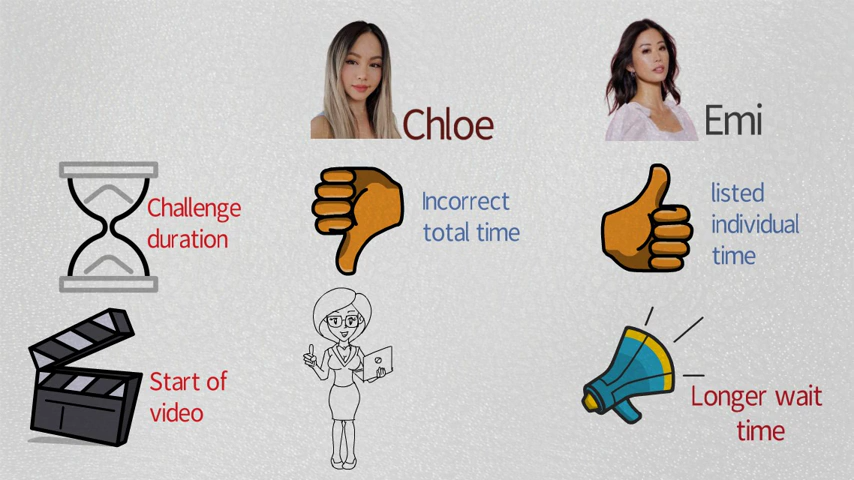 Chloe
Emi
Challenge
duration
Incorrect
total time
listed
individual
time
Start of
video
Longer wait
time